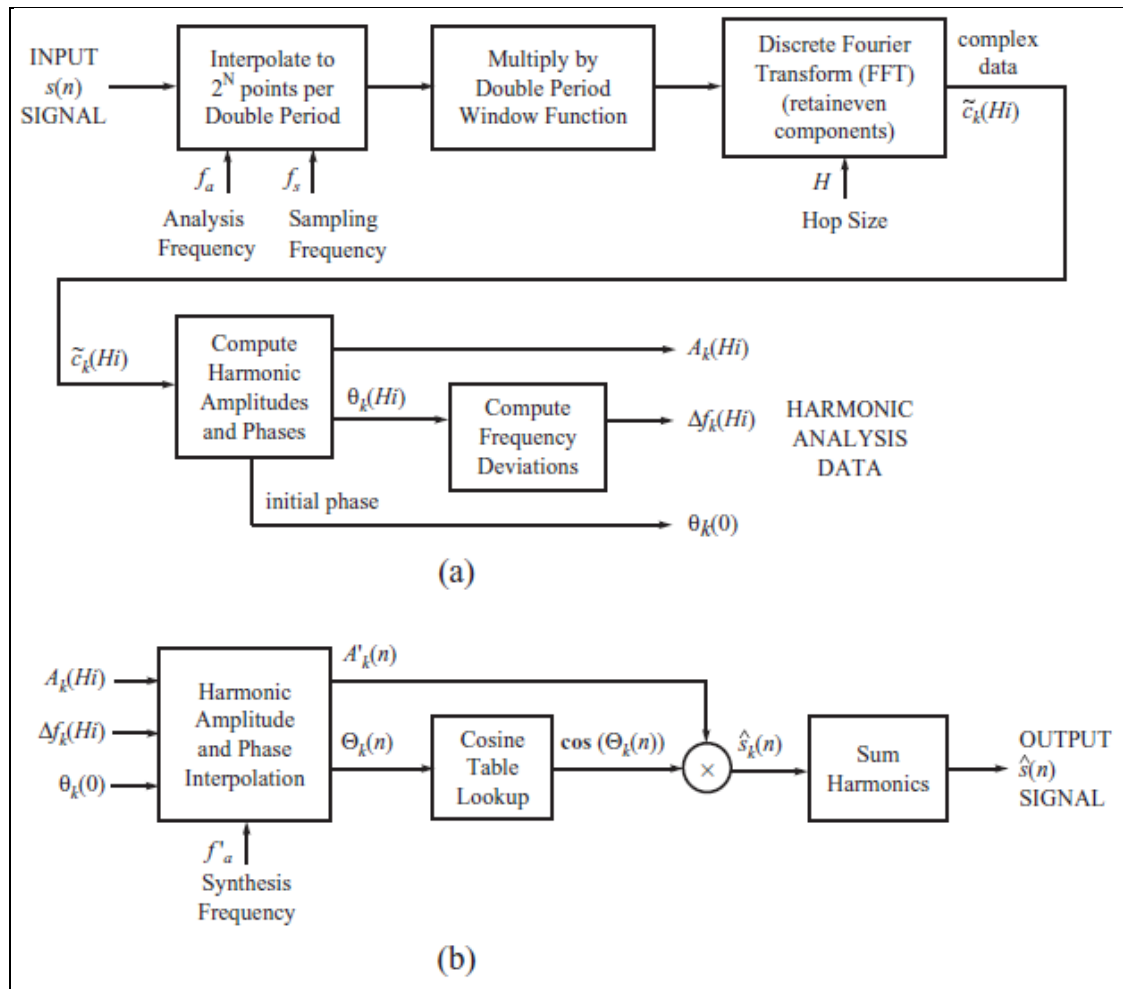 INPUT
s(n)
SIGNAL
Interpolate to
2^N points per
Double Period
Multiply by
Double Period
Window Function
Discrete Fourier
Transform (FFT)
(retaineven
components)
complex
data
c̃_k(Hi)
f_a
f_s
H
Analysis
Frequency
Sampling
Frequency
Hop Size
c̃_k(Hi)
Compute
Harmonic
Amplitudes
and Phases
A_k(Hi)
θ_k(Hi)
Compute
Frequency
Deviations
Δf_k(Hi)
HARMONIC
ANALYSIS
DATA
initial phase
θ_k(0)
(a)
A_k(Hi)
Δf_k(Hi)
θ_k(0)
Harmonic
Amplitude
and Phase
Interpolation
A'_k(n)
Θ_k(n)
Cosine
Table
Lookup
cos (Θ_k(n))
×
ŝ_k(n)
Sum
Harmonics
OUTPUT
ŝ(n)
SIGNAL
f'_a
Synthesis
Frequency
(b)